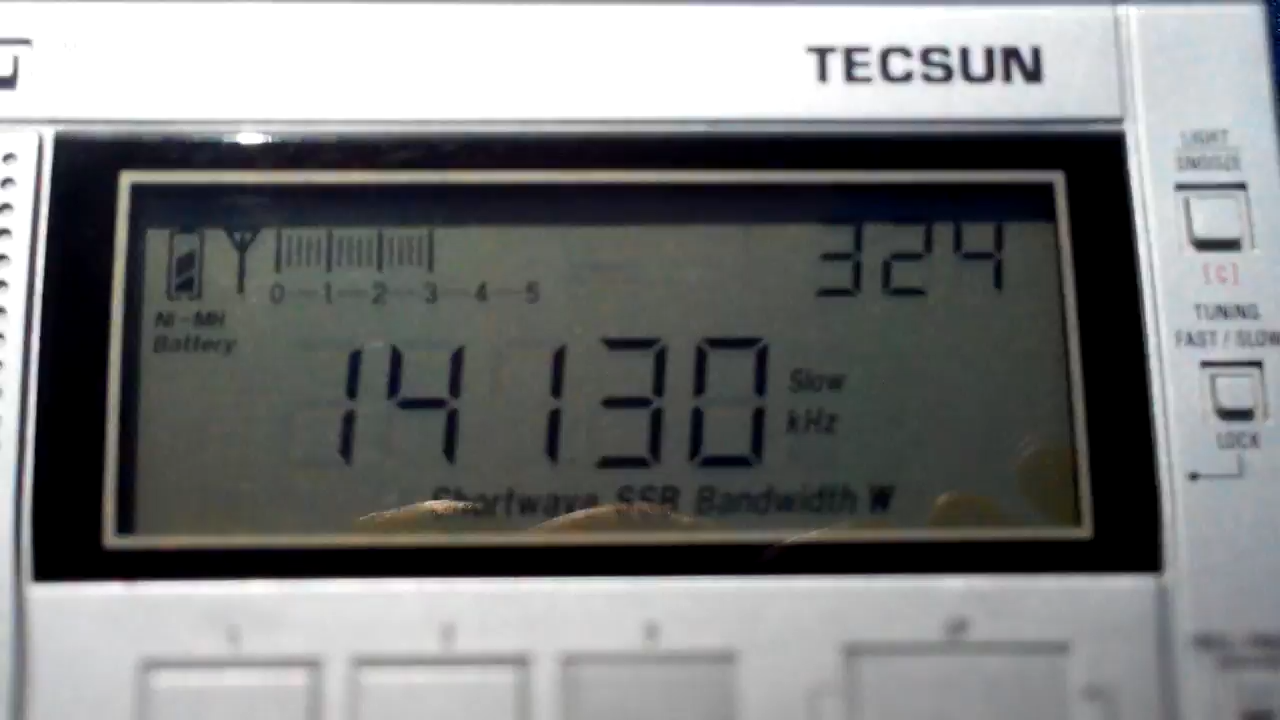 TECSUN
LIGHT
SNOOZE
324
0 1 2 3 4 5
[C]
Ni-MH
Battery
TUNING
FAST / SLOW
14130
Slow
kHz
LOCK
Shortwave SSB Bandwidth W